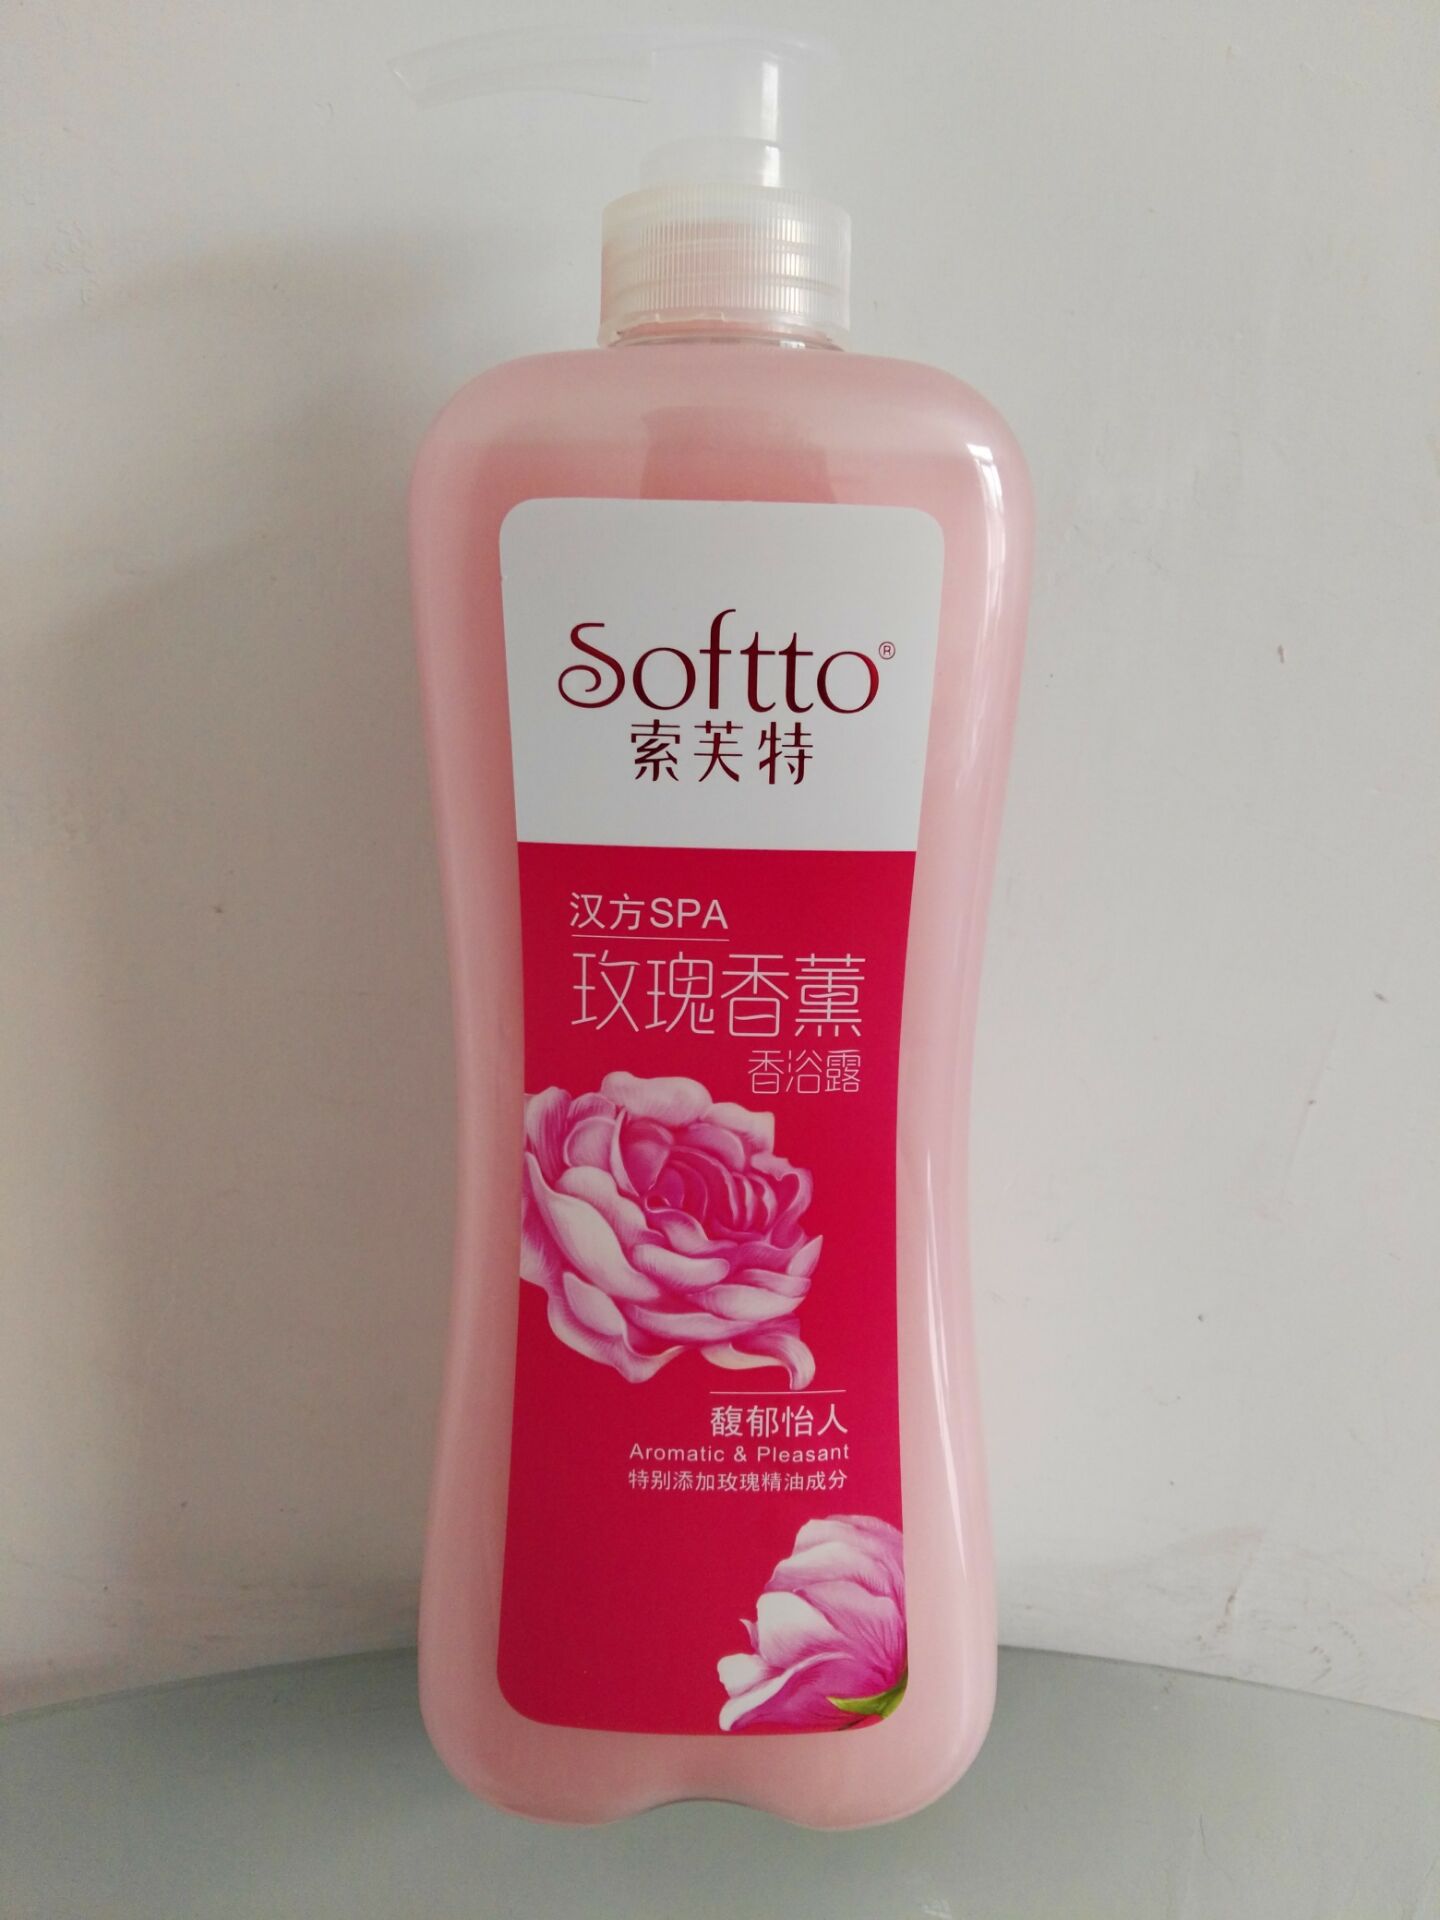 Softto®
索芙特
汉方SPA
玫瑰香薰
香浴露
馥郁怡人
Aromatic & Pleasant
特别添加玫瑰精油成分